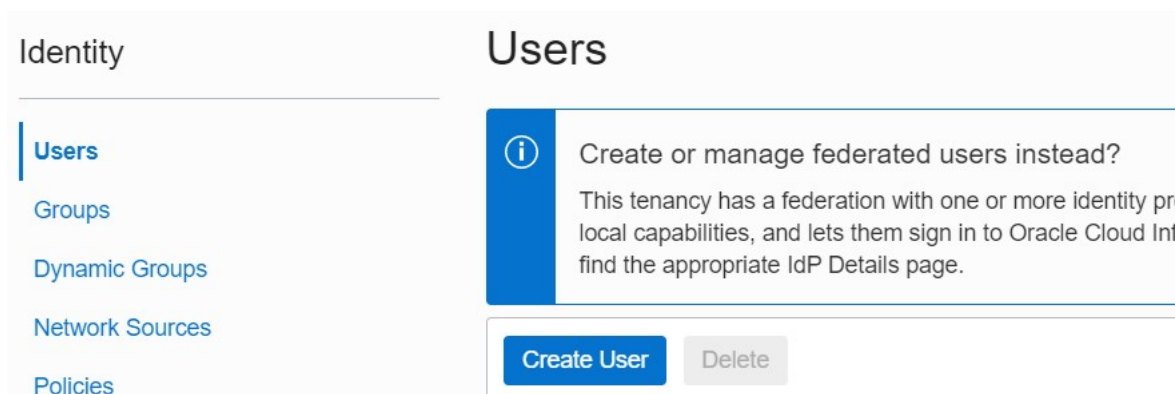 Identity
Users
Groups
Dynamic Groups
Network Sources
Policies
Users
Create or manage federated users instead?
This tenancy has a federation with one or more identity
local capabilities, and lets them sign in to Oracle Cloud
find the appropriate IdP Details page.
Create User
Delete